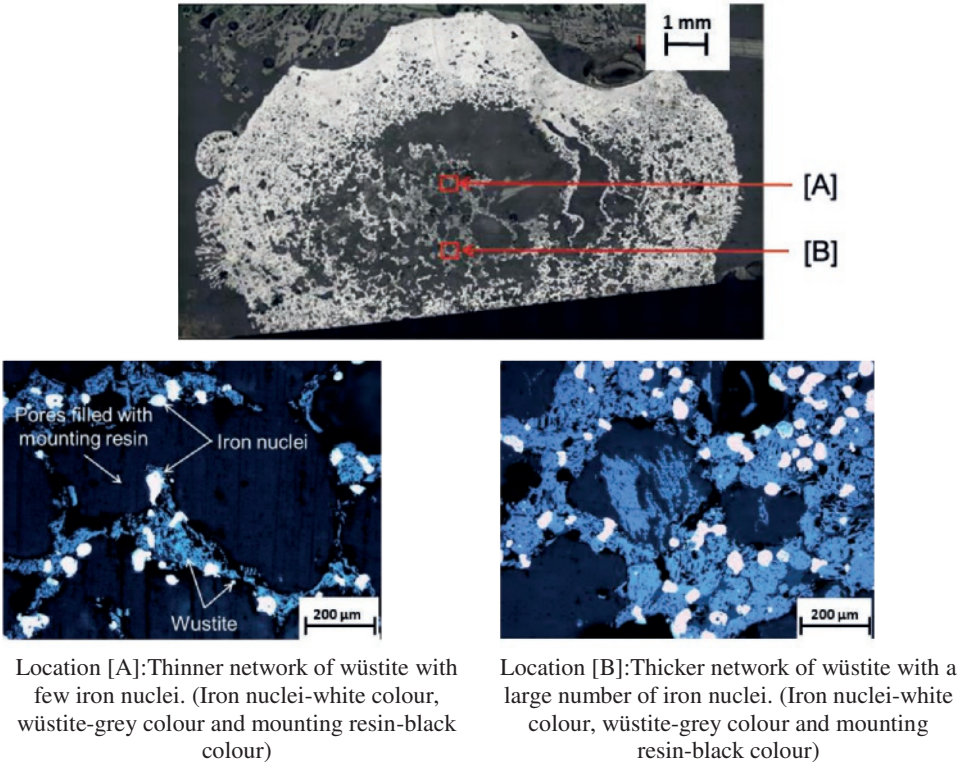 1 mm
[A]
[B]
Pores filled with
mounting resin
Iron nuclei
Wustite
200 µm
200 µm
Location [A]:Thinner network of wüstite with
few iron nuclei. (Iron nuclei-white colour,
wüstite-grey colour and mounting resin-black
colour)
Location [B]:Thicker network of wüstite with a
large number of iron nuclei. (Iron nuclei-white
colour, wüstite-grey colour and mounting
resin-black colour)